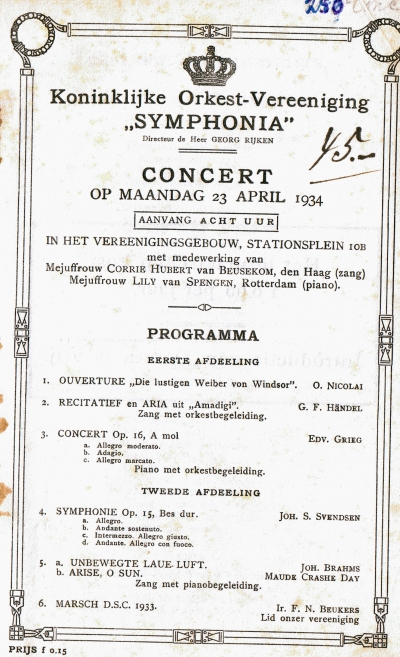 250
Koninklijke Orkest-Vereeniging
„SYMPHONIA”
Directeur de Heer GEORG RIJKEN
45.-
CONCERT
OP MAANDAG 23 APRIL 1934
AANVANG ACHT UUR
IN HET VEREENIGINGSGEBOUW, STATIONSPLEIN 10B
met medewerking van
Mejuffrouw CORRIE HUBERT VAN BEUSEKOM, den Haag (zang)
Mejuffrouw LILY VAN SPENGEN, Rotterdam (piano).
PROGRAMMA
EERSTE AFDEELING
1. OUVERTURE „Die lustigen Weiber von Windsor”. O. NICOLAI
2. RECITATIEF en ARIA uit „Amadigi”. G. F. HÄNDEL
Zang met orkestbegeleiding.
3. CONCERT Op. 16, A mol EDV. GRIEG
a. Allegro moderato.
b. Adagio.
c. Allegro marcato.
Piano met orkestbegeleiding.
TWEEDE AFDEELING
4. SYMPHONIE Op. 15, Bes dur. JOH. S. SVENDSEN
a. Allegro.
b. Andante sostenuto.
c. Intermezzo. Allegro giusto.
d. Andante. Allegro con fuoco.
5. a. UNBEWEGTE LAUE LUFT. JOH. BRAHMS
b. ARISE, O SUN. MAUDE CRASHE DAY
Zang met pianobegeleiding.
6. MARSCH D.S.C. 1933. Ir. F. N. BEUKERS
Lid onzer vereeniging
PRIJS f 0.15